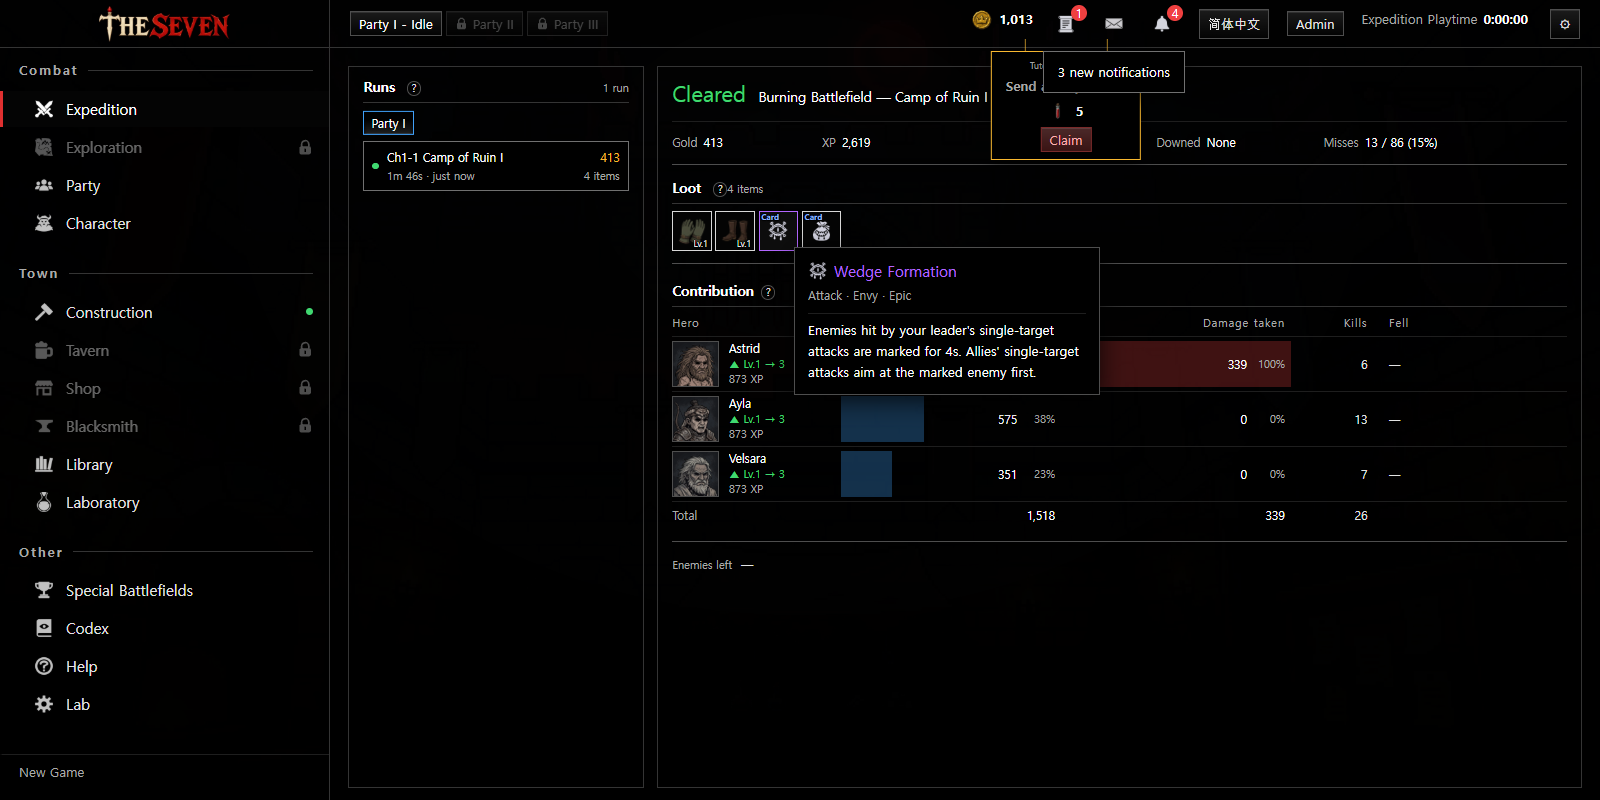 THE SEVEN
Party I - Idle
Party II
Party III
1,013
1
4
简体中文
Admin
Expedition Playtime 0:00:00
Combat
Expedition
Exploration
Party
Character
Town
Construction
Tavern
Shop
Blacksmith
Library
Laboratory
Other
Special Battlefields
Codex
Help
Lab
New Game
Runs ?
1 run
Party I
Ch1-1 Camp of Ruin I
413
1m 46s · just now
4 items
Cleared Burning Battlefield — Camp of Ruin I
3 new notifications
Send
5
Claim
Gold 413
XP 2,619
Downed None
Misses 13 / 86 (15%)
Loot ? 4 items
Lv.1
Lv.1
Card
Card
Wedge Formation
Attack · Envy · Epic
Enemies hit by your leader's single-target
attacks are marked for 4s. Allies' single-target
attacks aim at the marked enemy first.
Contribution ?
Hero
Damage taken
Kills
Fell
Astrid
▲ Lv.1 → 3
873 XP
339 100%
6
—
Ayla
▲ Lv.1 → 3
873 XP
575 38%
0 0%
13
—
Velsara
▲ Lv.1 → 3
873 XP
351 23%
0 0%
7
—
Total
1,518
339
26
Enemies left —